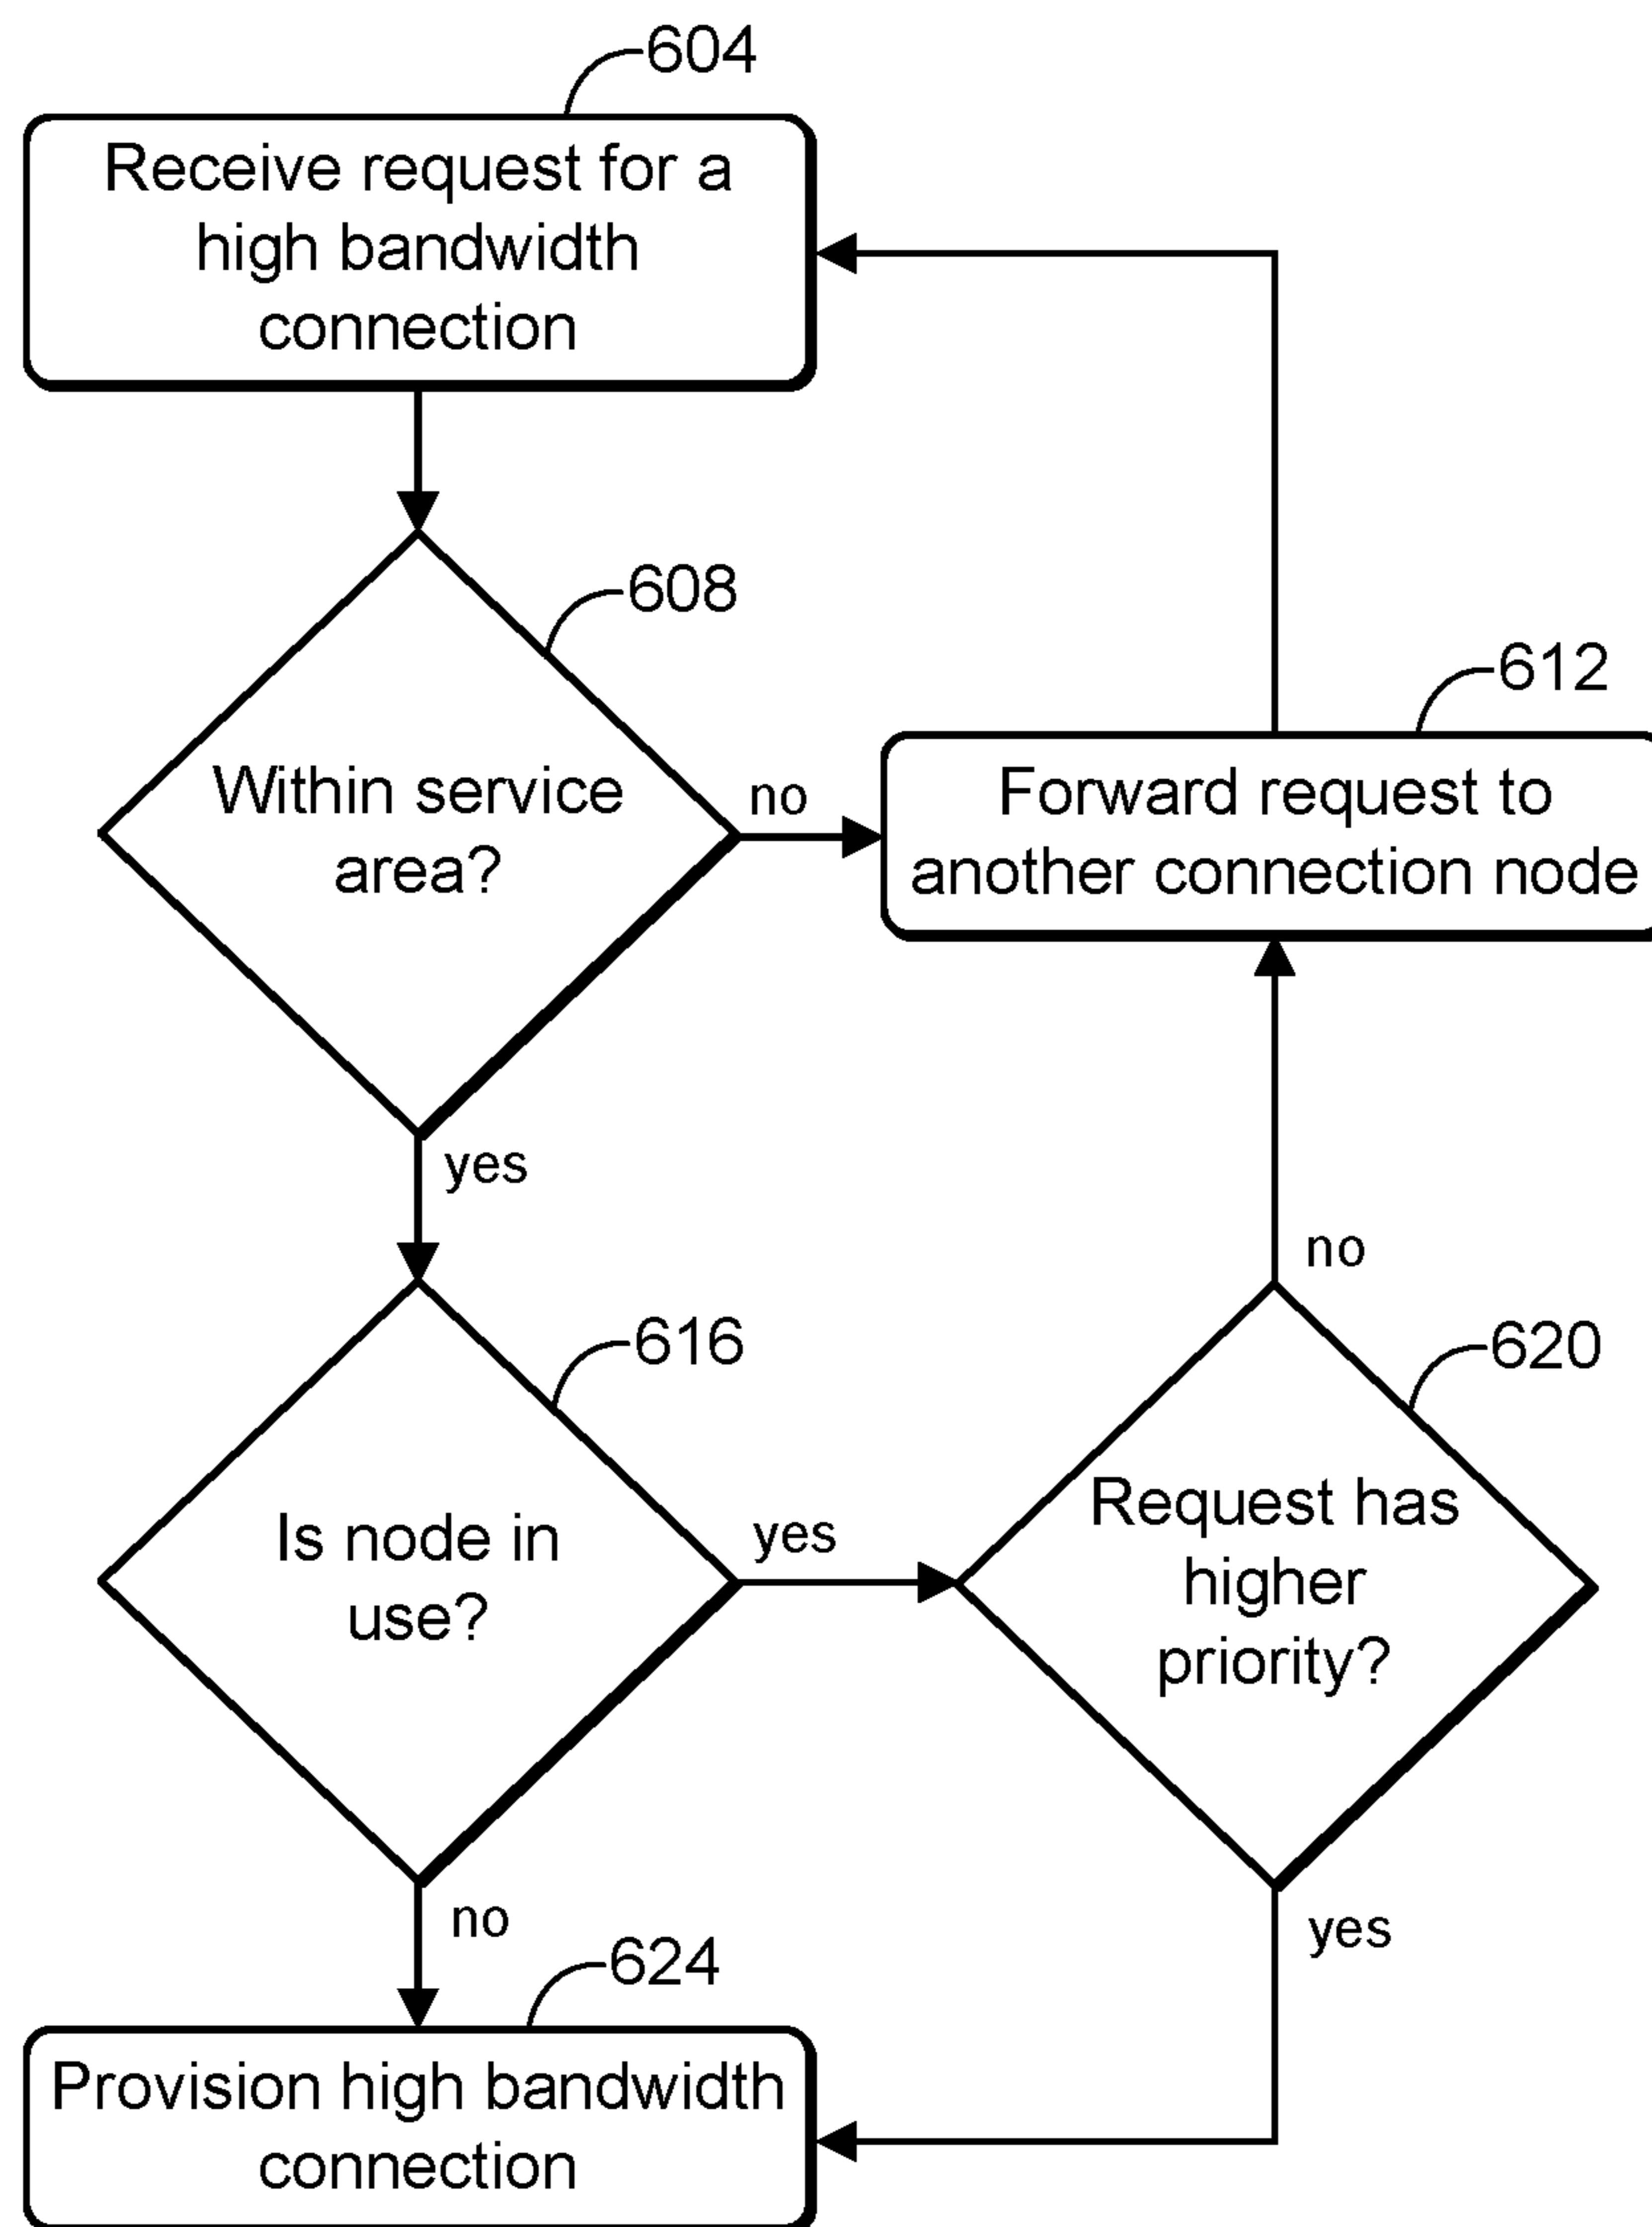 604
Receive request for a
high bandwidth
connection
608
Within service
area?
no
612
Forward request to
another connection node
yes
616
Is node in
use?
yes
no
620
Request has
higher
priority?
no
yes
624
Provision high bandwidth
connection